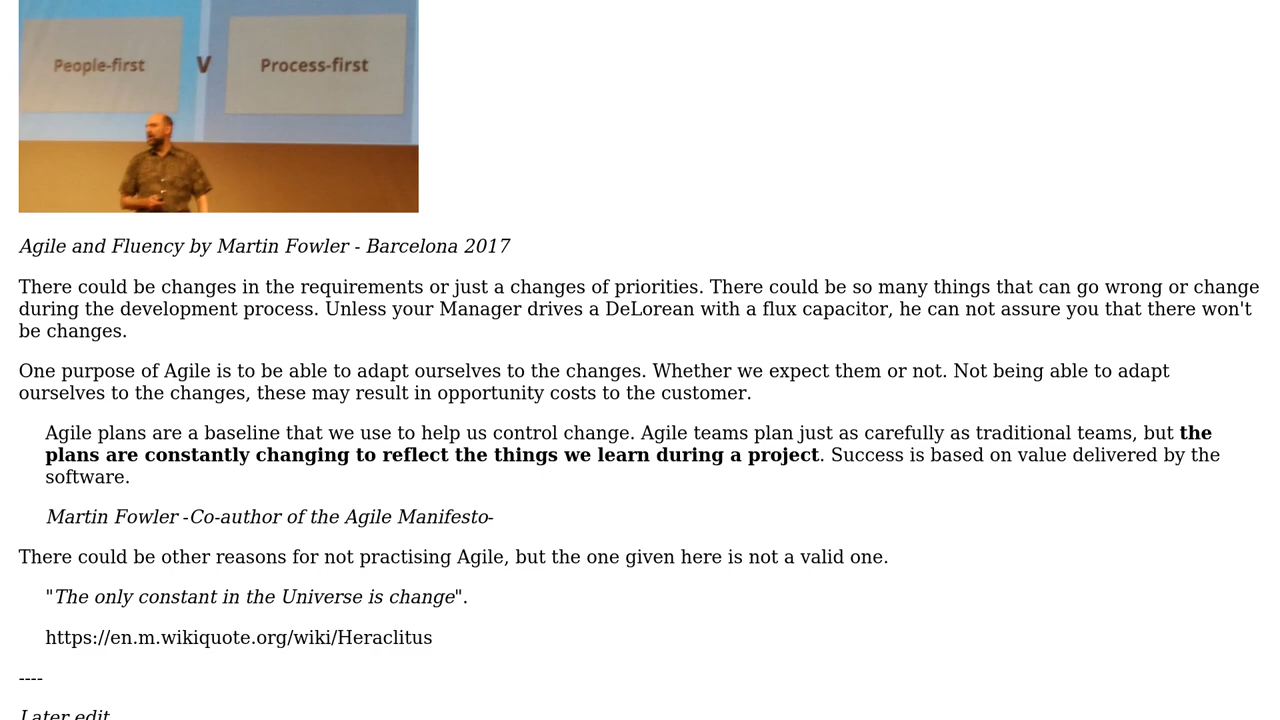 People-first V Process-first
Agile and Fluency by Martin Fowler - Barcelona 2017
There could be changes in the requirements or just a changes of priorities. There could be so many things that can go wrong or change
during the development process. Unless your Manager drives a DeLorean with a flux capacitor, he can not assure you that there won't
be changes.
One purpose of Agile is to be able to adapt ourselves to the changes. Whether we expect them or not. Not being able to adapt
ourselves to the changes, these may result in opportunity costs to the customer.
Agile plans are a baseline that we use to help us control change. Agile teams plan just as carefully as traditional teams, but the
plans are constantly changing to reflect the things we learn during a project. Success is based on value delivered by the
software.
Martin Fowler -Co-author of the Agile Manifesto-
There could be other reasons for not practising Agile, but the one given here is not a valid one.
"The only constant in the Universe is change".
https://en.m.wikiquote.org/wiki/Heraclitus
----
Later edit